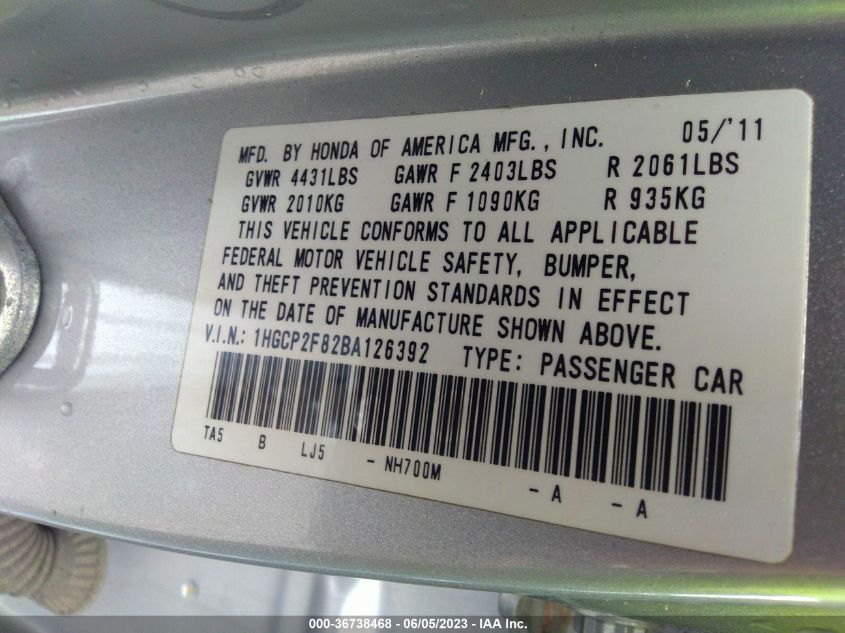 MFD. BY HONDA OF AMERICA MFG., INC. 05/'11
GVWR 4431LBS GAWR F 2403LBS R 2061LBS
GVWR 2010KG GAWR F 1090KG R 935KG
THIS VEHICLE CONFORMS TO ALL APPLICABLE
FEDERAL MOTOR VEHICLE SAFETY, BUMPER,
AND THEFT PREVENTION STANDARDS IN EFFECT
ON THE DATE OF MANUFACTURE SHOWN ABOVE.
V.I.N.: 1HGCP2F82BA126392 TYPE: PASSENGER CAR
TA5 B LJ5 - NH700M - A - A
000-36738468 - 06/05/2023 - IAA Inc.